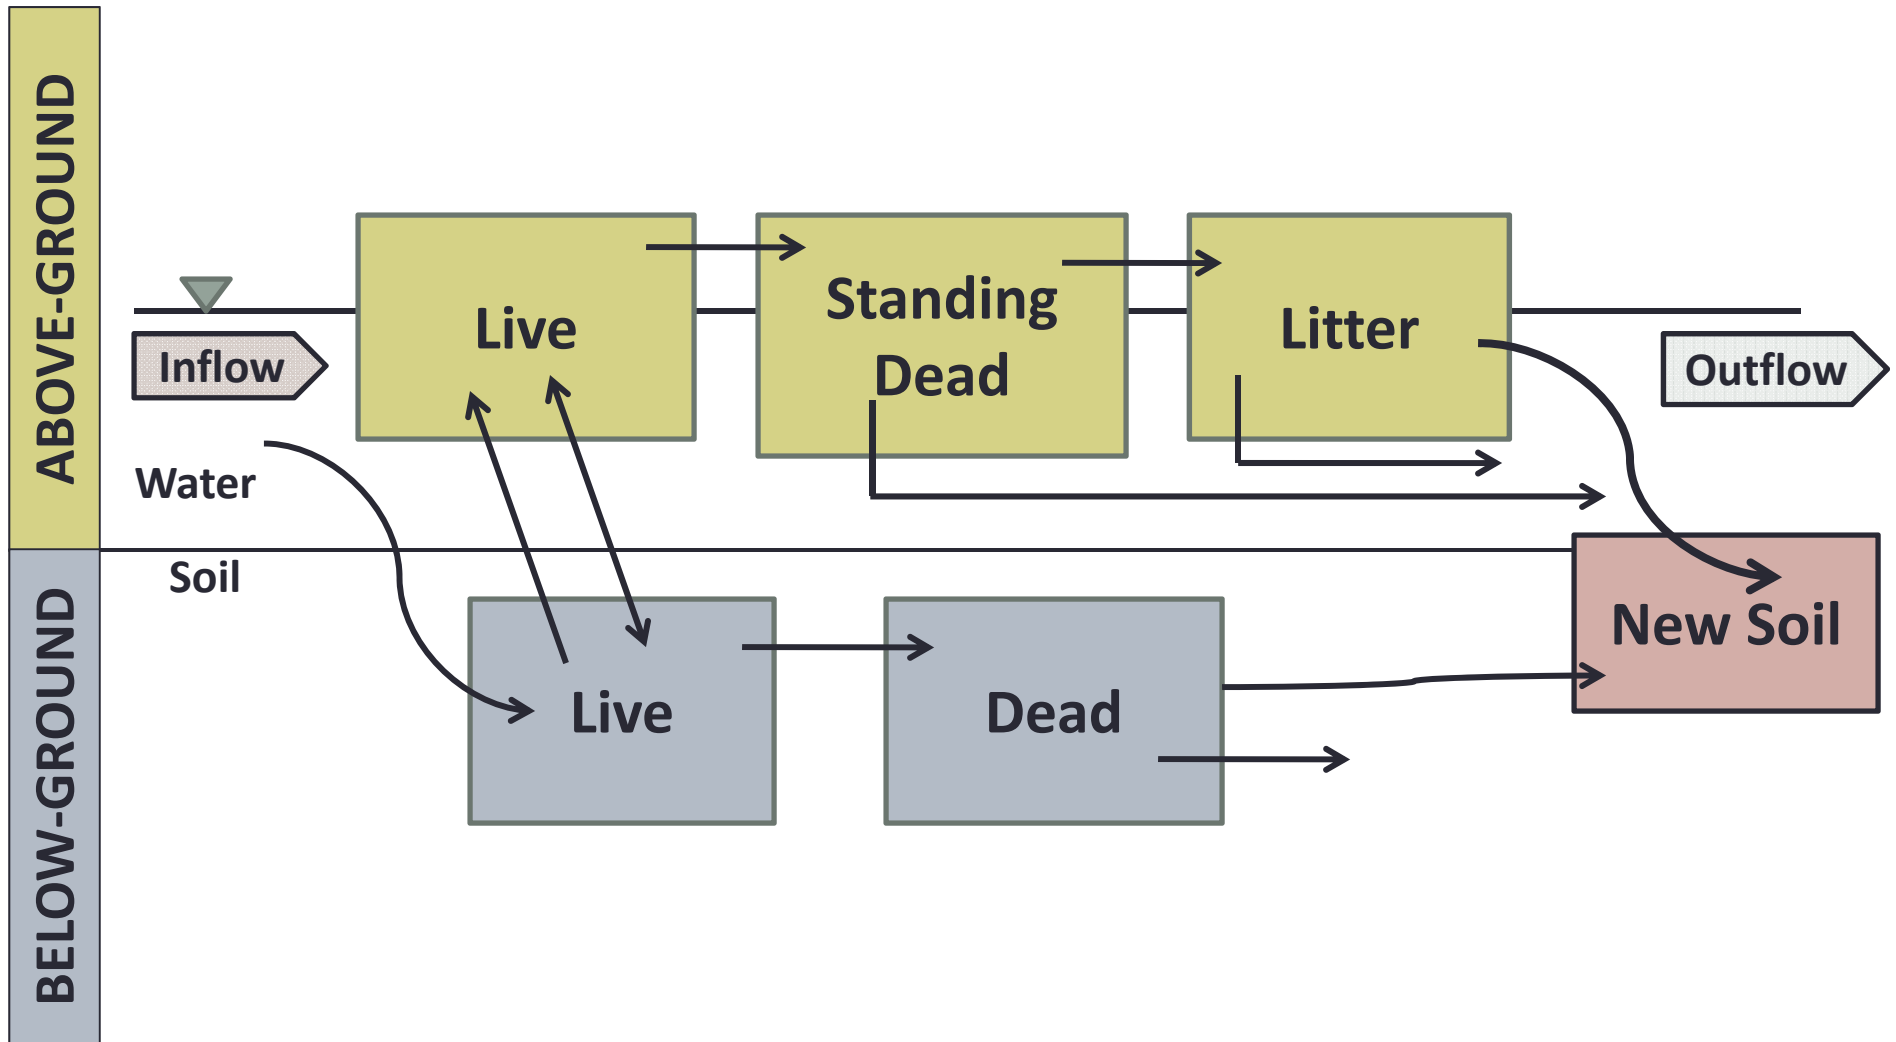 ABOVE-GROUND
Live
Standing
Dead
Litter
Inflow
Outflow
Water
Soil
BELOW-GROUND
Live
Dead
New Soil